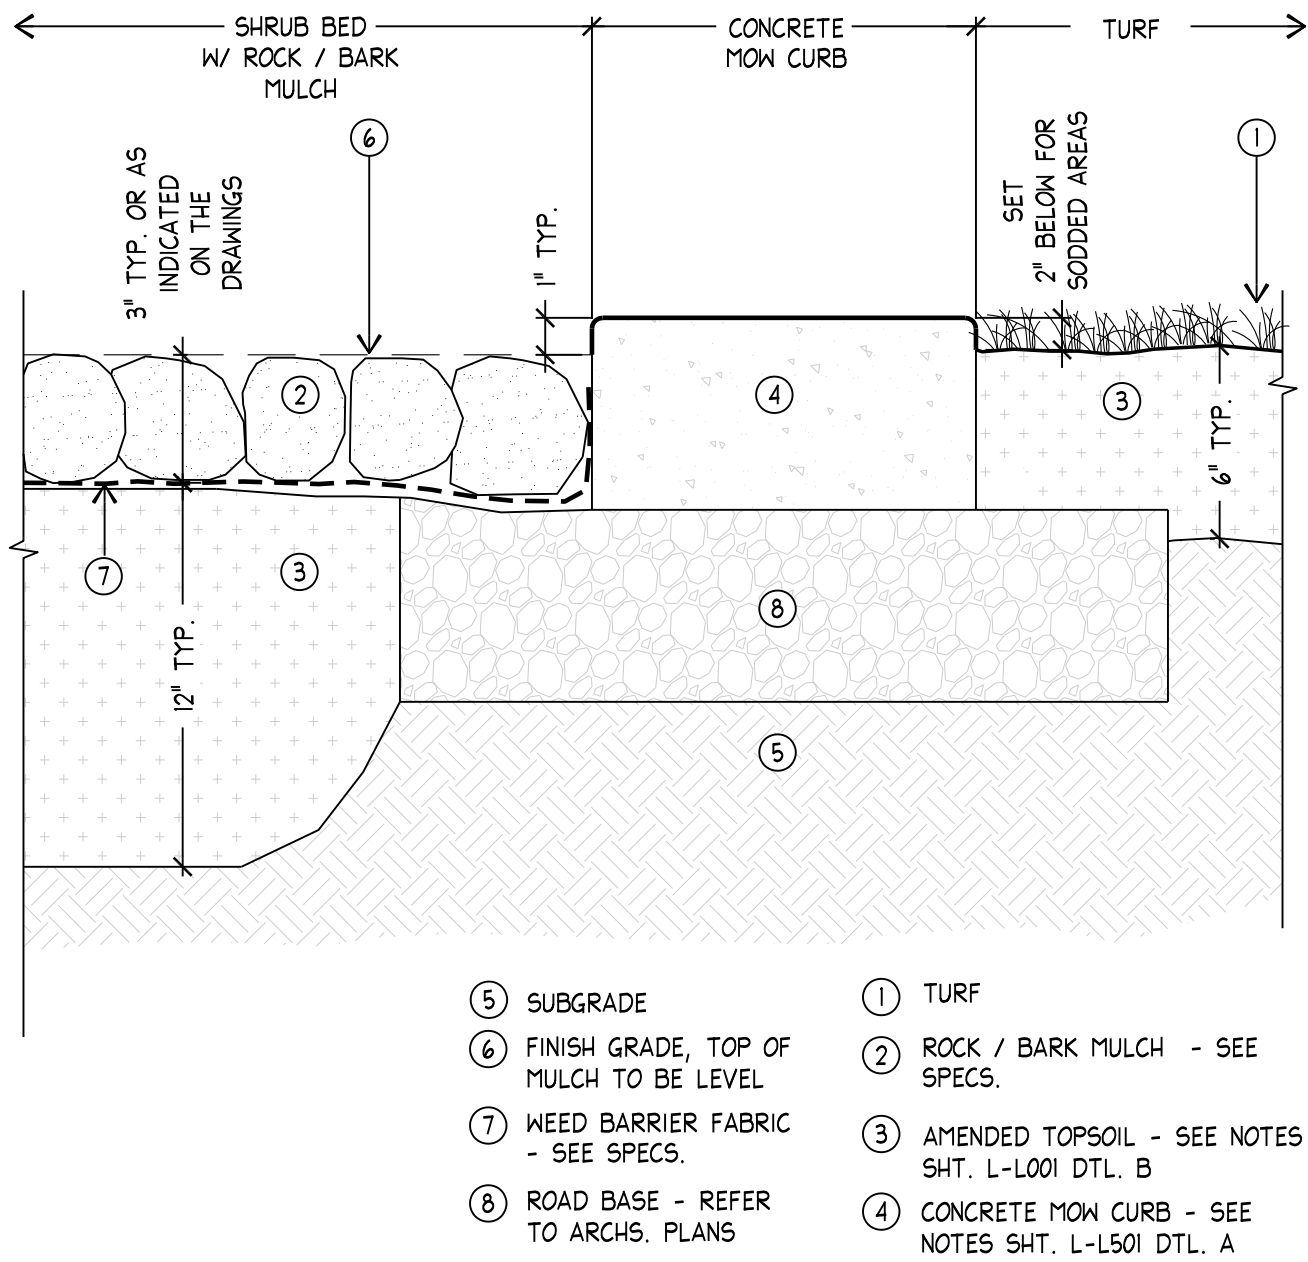 SHRUB BED
W/ ROCK / BARK
MULCH
CONCRETE
MOW CURB
TURF
6
1
3" TYP. OR AS
INDICATED
ON THE
DRAWINGS
1" TYP.
SET
2" BELOW FOR
SODDED AREAS
2
4
3
6" TYP.
7
3
8
12" TYP.
5
5 SUBGRADE
6 FINISH GRADE, TOP OF
MULCH TO BE LEVEL
7 WEED BARRIER FABRIC
- SEE SPECS.
8 ROAD BASE - REFER
TO ARCHS. PLANS
1 TURF
2 ROCK / BARK MULCH - SEE
SPECS.
3 AMENDED TOPSOIL - SEE NOTES
SHT. L-L001 DTL. B
4 CONCRETE MOW CURB - SEE
NOTES SHT. L-L501 DTL. A